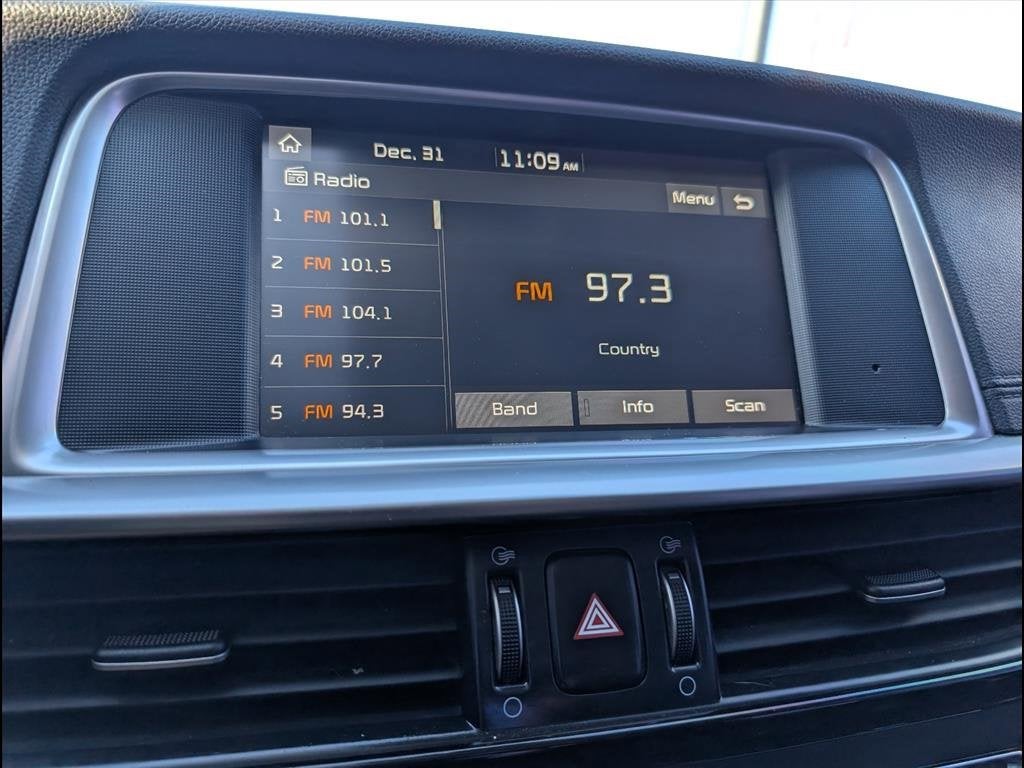 Dec. 31 11:09 AM
Radio
Menu
1 FM 101.1
2 FM 101.5
3 FM 104.1
4 FM 97.7
5 FM 94.3
FM 97.3
Country
Band Info Scan